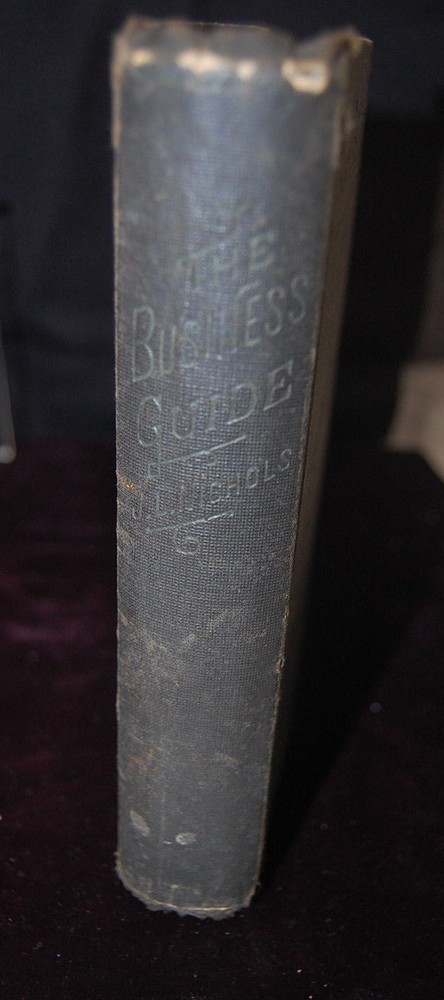 THE
BUSINESS
GUIDE
J.L. NICHOLS